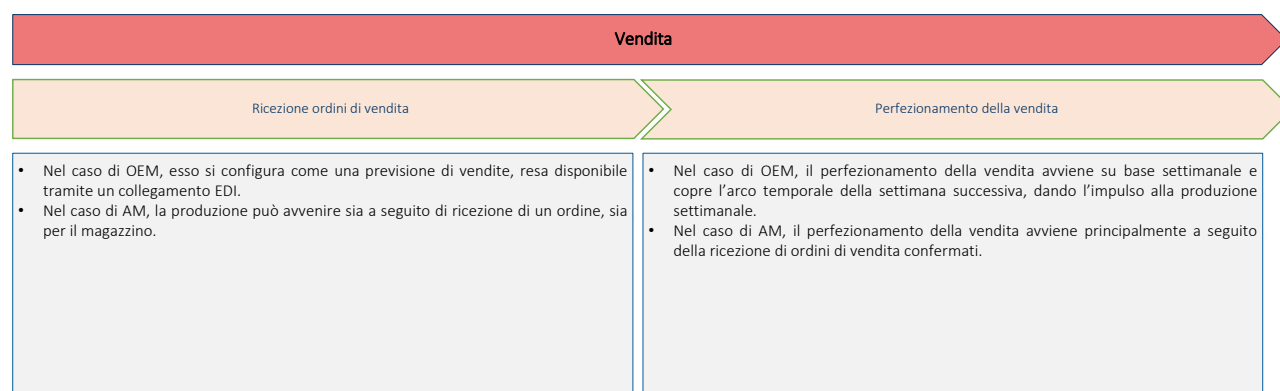 Vendita
Ricezione ordini di vendita
Perfezionamento della vendita
• Nel caso di OEM, esso si configura come una previsione di vendite, resa disponibile
tramite un collegamento EDI.
• Nel caso di AM, la produzione può avvenire sia a seguito di ricezione di un ordine, sia
per il magazzino.
• Nel caso di OEM, il perfezionamento della vendita avviene su base settimanale e
copre l’arco temporale della settimana successiva, dando l’impulso alla produzione
settimanale.
• Nel caso di AM, il perfezionamento della vendita avviene principalmente a seguito
della ricezione di ordini di vendita confermati.